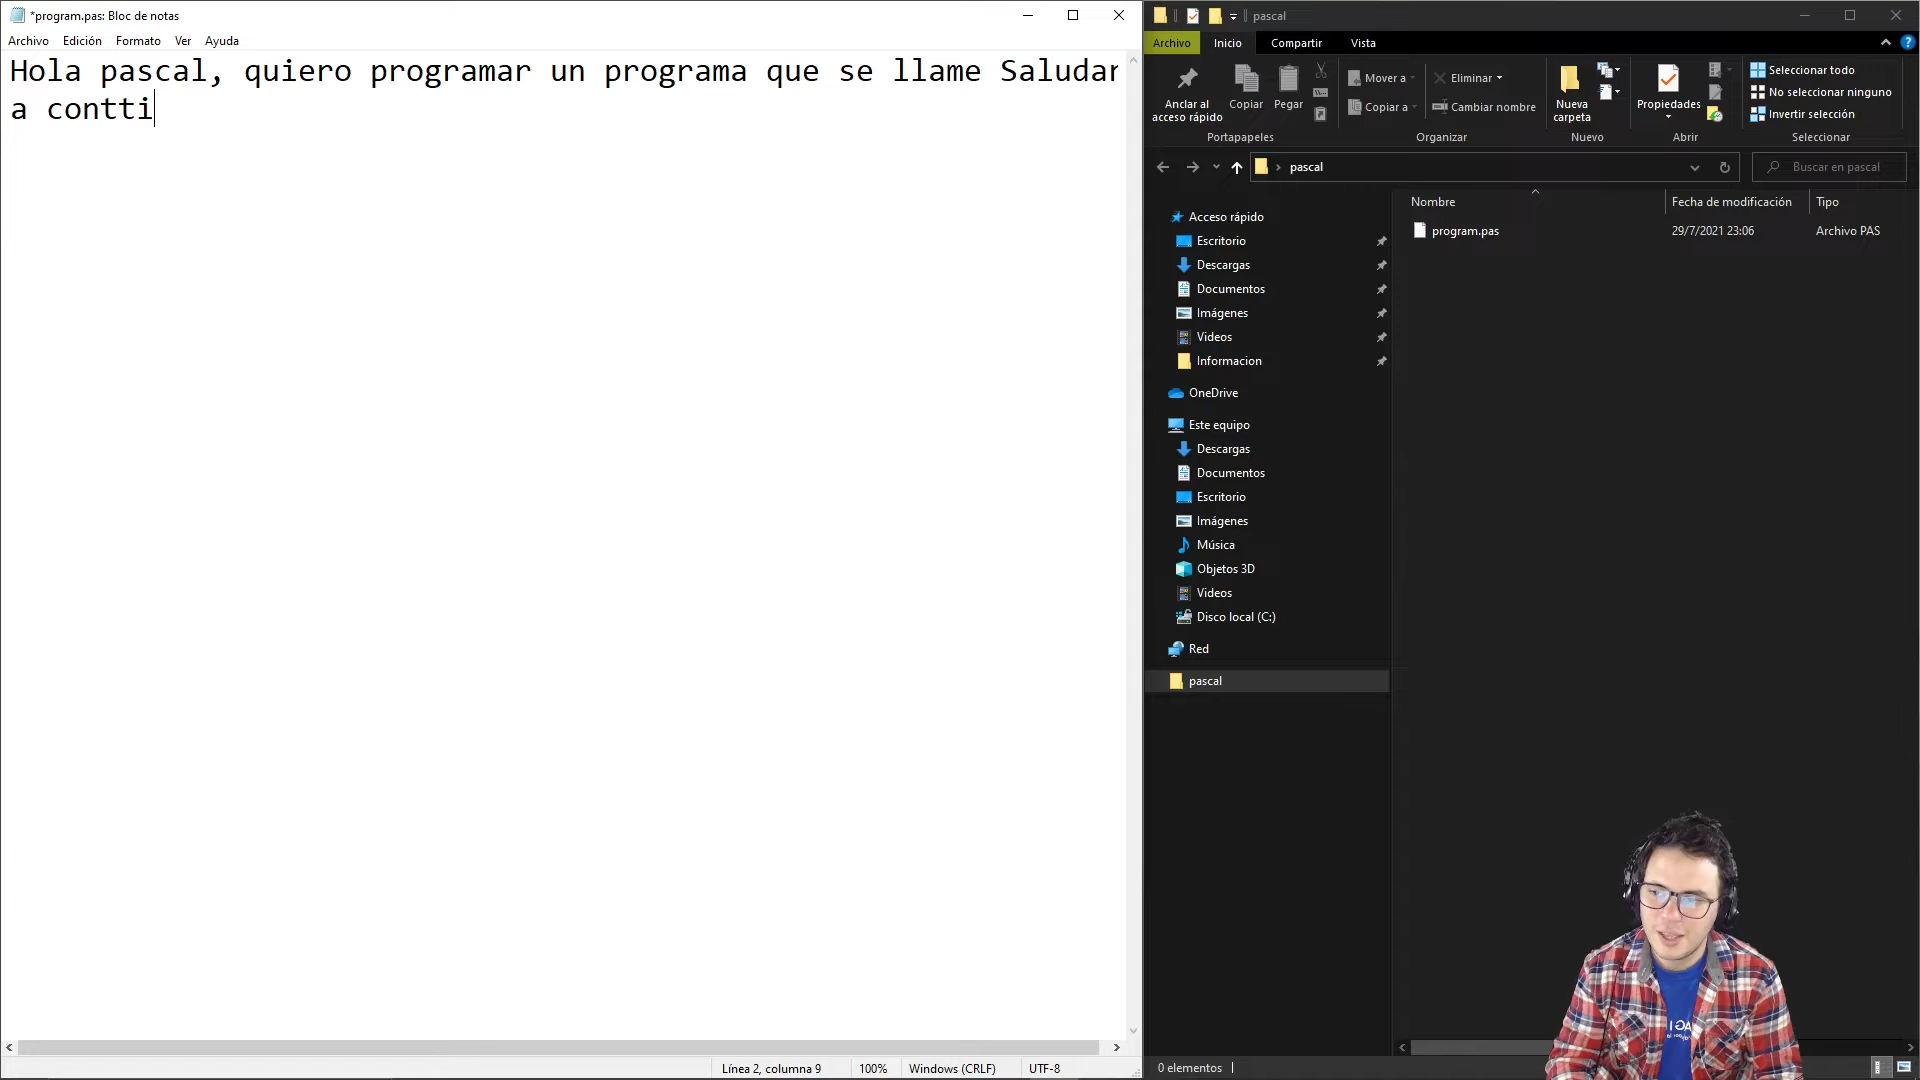 *program.pas: Bloc de notas
Archivo Edición Formato Ver Ayuda
Hola pascal, quiero programar un programa que se llame Saludar
a contti
Línea 2, columna 9 100% Windows (CRLF) UTF-8
pascal
Archivo Inicio Compartir Vista
Anclar al
acceso rápido
Copiar
Pegar
Portapapeles
Mover a
Copiar a
Eliminar
Cambiar nombre
Organizar
Nueva
carpeta
Nuevo
Propiedades
Abrir
Seleccionar todo
No seleccionar ninguno
Invertir selección
Seleccionar
pascal
Buscar en pascal
Nombre Fecha de modificación Tipo
program.pas 29/7/2021 23:06 Archivo PAS
Acceso rápido
Escritorio
Descargas
Documentos
Imágenes
Videos
Informacion
OneDrive
Este equipo
Descargas
Documentos
Escritorio
Imágenes
Música
Objetos 3D
Videos
Disco local (C:)
Red
pascal
0 elementos